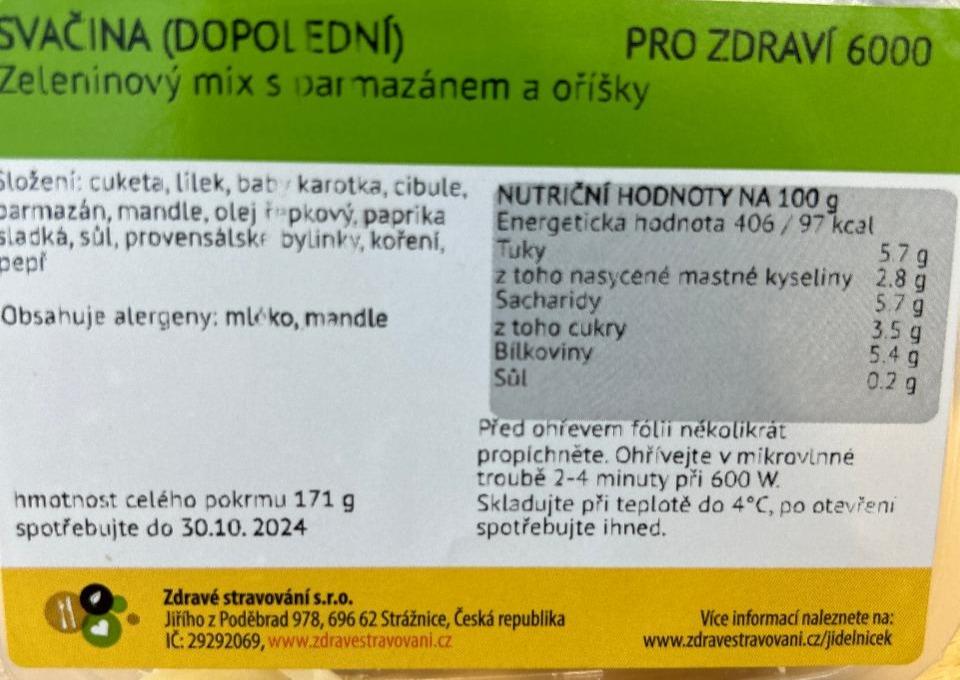 SVAČINA (DOPOLEDNÍ)
PRO ZDRAVÍ 6000
Zeleninový mix s parmazánem a oříšky
Složení: cuketa, lilek, baby karotka, cibule,
parmazán, mandle, olej řepkový, paprika
sladká, sůl, provensálské bylinky, koření,
pepř
Obsahuje alergeny: mléko, mandle
hmotnost celého pokrmu 171 g
spotřebujte do 30.10. 2024
NUTRIČNÍ HODNOTY NA 100 g
Energeticka hodnota 406 / 97 kcal
Tuky 5.7 g
z toho nasycené mastné kyseliny 2.8 g
Sacharidy 5.7 g
z toho cukry 3.5 g
Bílkoviny 5.4 g
Sůl 0.2 g
Před ohřevem fólii několikrát
propíchněte. Ohřívejte v mikrovlnné
troubě 2-4 minuty při 600 W.
Skladujte při teplotě do 4°C, po otevření
spotřebujte ihned.
Zdravé stravování s.r.o.
Jiřího z Poděbrad 978, 696 62 Strážnice, Česká republika
IČ: 29292069, www.zdravestravovani.cz
Více informací naleznete na:
www.zdravestravovani.cz/jidelnicek